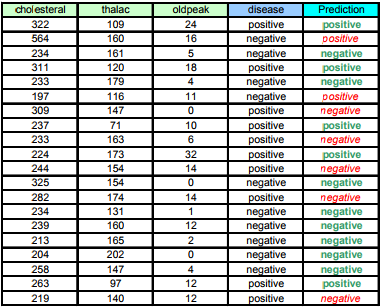 cholesteral thalac oldpeak disease Prediction
322 109 24 positive positive
564 160 16 negative positive
234 161 5 negative negative
311 120 18 positive positive
233 179 4 negative negative
197 116 11 negative positive
309 147 0 positive negative
237 71 10 positive positive
233 163 6 positive negative
224 173 32 positive positive
244 154 14 positive negative
325 154 0 negative negative
282 174 14 positive negative
234 131 1 negative negative
239 160 12 negative negative
213 165 2 negative negative
204 202 0 negative negative
258 147 4 negative negative
263 97 12 positive positive
219 140 12 positive negative